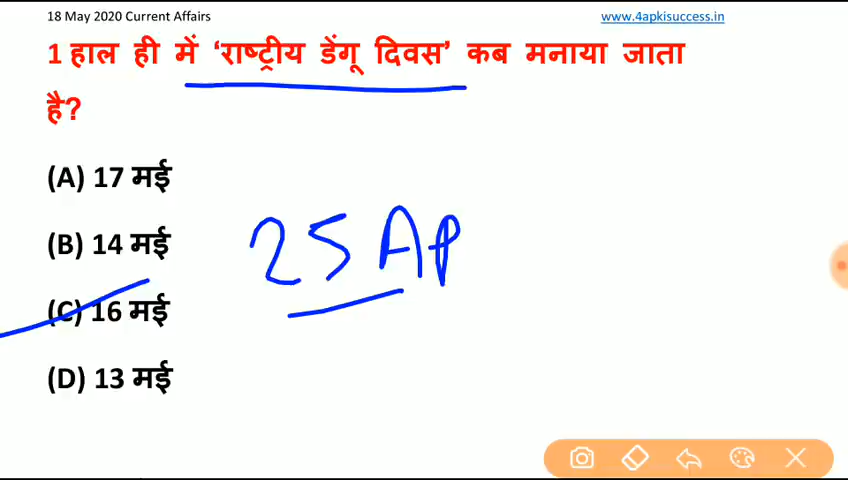 18 May 2020 Current Affairs
www.4apkisuccess.in
1 हाल ही में ‘राष्ट्रीय डेंगू दिवस’ कब मनाया जाता
है?
(A) 17 मई
(B) 14 मई
25 Ap
(C) 16 मई
(D) 13 मई